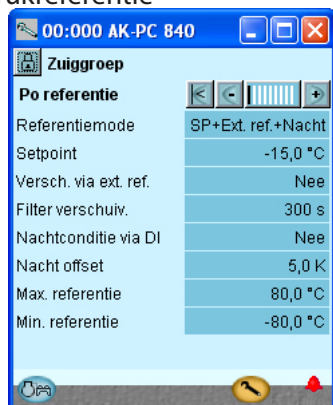 00:000 AK-PC 840
Zuiggroep
Po referentie
Referentiemode SP+Ext. ref.+Nacht
Setpoint -15,0 °C
Versch. via ext. ref. Nee
Filter verschuiv. 300 s
Nachtconditie via DI Nee
Nacht offset 5,0 K
Max. referentie 80,0 °C
Min. referentie -80,0 °C